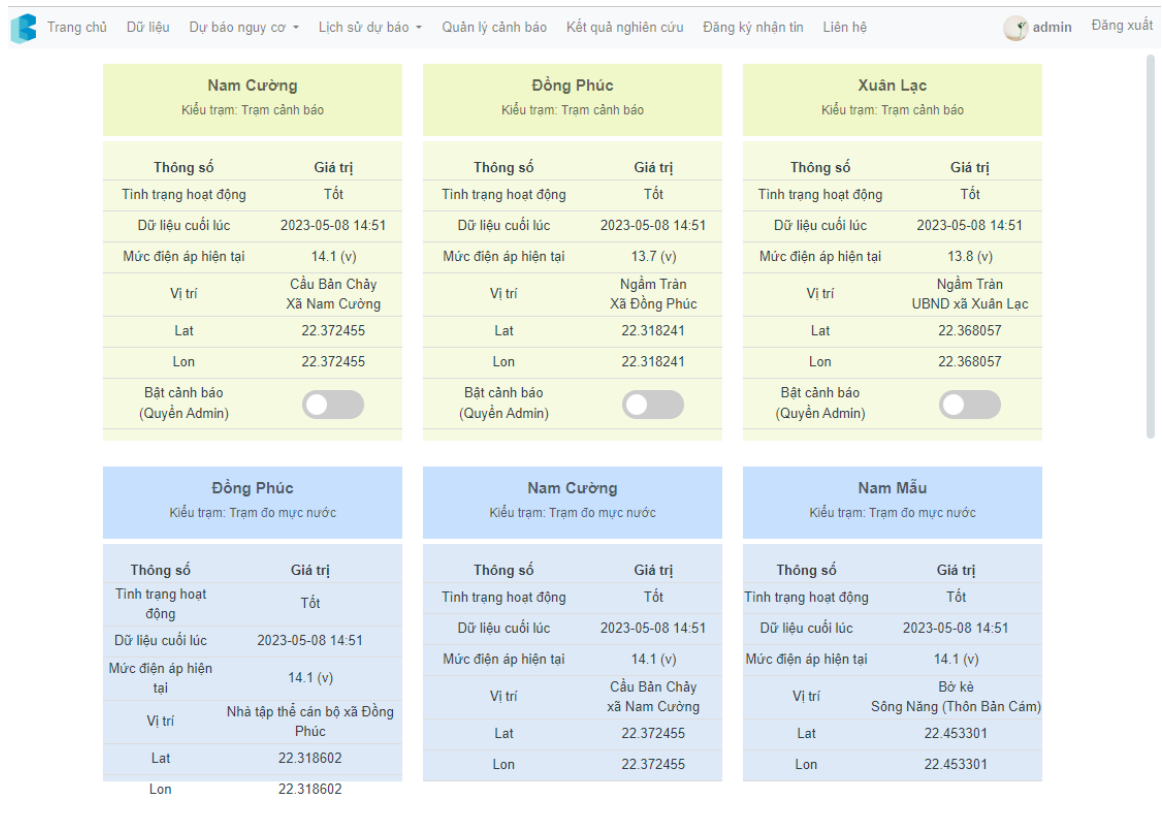 Trang chủ Dữ liệu Dự báo nguy cơ Lịch sử dự báo Quản lý cảnh báo Kết quả nghiên cứu Đăng ký nhận tin Liên hệ admin Đăng xuất
Nam Cường
Kiểu trạm: Trạm cảnh báo
Thông số Giá trị
Tình trạng hoạt động Tốt
Dữ liệu cuối lúc 2023-05-08 14:51
Mức điện áp hiện tại 14.1 (v)
Vị trí Cầu Bản Chảy
Xã Nam Cường
Lat 22.372455
Lon 22.372455
Bật cảnh báo
(Quyền Admin)
Đồng Phúc
Kiểu trạm: Trạm cảnh báo
Thông số Giá trị
Tình trạng hoạt động Tốt
Dữ liệu cuối lúc 2023-05-08 14:51
Mức điện áp hiện tại 13.7 (v)
Vị trí Ngầm Tràn
Xã Đồng Phúc
Lat 22.318241
Lon 22.318241
Bật cảnh báo
(Quyền Admin)
Xuân Lạc
Kiểu trạm: Trạm cảnh báo
Thông số Giá trị
Tình trạng hoạt động Tốt
Dữ liệu cuối lúc 2023-05-08 14:51
Mức điện áp hiện tại 13.8 (v)
Vị trí Ngầm Tràn
UBND xã Xuân Lạc
Lat 22.368057
Lon 22.368057
Bật cảnh báo
(Quyền Admin)
Đồng Phúc
Kiểu trạm: Trạm đo mực nước
Thông số Giá trị
Tình trạng hoạt
động Tốt
Dữ liệu cuối lúc 2023-05-08 14:51
Mức điện áp hiện
tại 14.1 (v)
Vị trí Nhà tập thể cán bộ xã Đồng
Phúc
Lat 22.318602
Lon 22.318602
Nam Cường
Kiểu trạm: Trạm đo mực nước
Thông số Giá trị
Tình trạng hoạt động Tốt
Dữ liệu cuối lúc 2023-05-08 14:51
Mức điện áp hiện tại 14.1 (v)
Vị trí Cầu Bản Chảy
xã Nam Cường
Lat 22.372455
Lon 22.372455
Nam Mẫu
Kiểu trạm: Trạm đo mực nước
Thông số Giá trị
Tình trạng hoạt động Tốt
Dữ liệu cuối lúc 2023-05-08 14:51
Mức điện áp hiện tại 14.1 (v)
Vị trí Bờ kè
Sông Năng (Thôn Bản Cám)
Lat 22.453301
Lon 22.453301